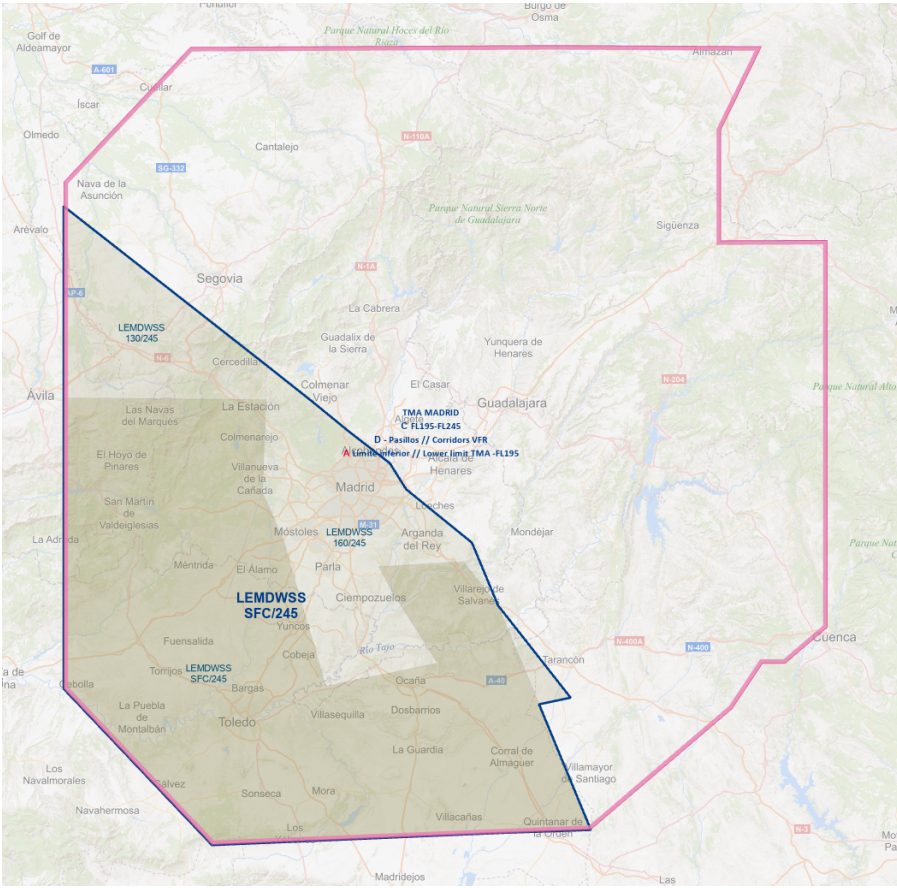 Burgo de
Osma
Golf de
Aldeamayor
Parque Natural Hoces del Río
Riaza
Almazán
A-601
Cuéllar
Íscar
Olmedo
N-110A
Cantalejo
SG-332
Nava de la
Asunción
Parque Natural Sierra Norte
de Guadalajara
Arévalo
Sigüenza
Segovia
N-1A
AP-6
La Cabrera
LEMDWSS
130/245
Guadalix de
la Sierra
Yunquera de
Henares
N-6
Cercedilla
N-204
Colmenar
Viejo
El Casar
Parque Natural Alto
Ávila
Las Navas
del Marqués
La Estación
Guadalajara
TMA MADRID
Algete
C FL195-FL245
Colmenarejo
D - Pasillos // Corridors VFR
A Límite inferior // Lower limit TMA -FL195
El Hoyo de
Pinares
Alcalá de
Henares
Villanueva
de la
Cañada
Madrid
San Martín
de
Valdeiglesias
Loeches
M-31
La Adrada
Móstoles
LEMDWSS
160/245
Arganda
del Rey
Mondéjar
Parque Nat
Méntrida
El Álamo
Parla
LEMDWSS
SFC/245
Ciempozuelos
Villarejo de
Salvanés
Yuncos
Fuensalida
N-400A
N-400
Cuenca
Cobeja
Río Tajo
Tarancón
Torrijos
LEMDWSS
SFC/245
Bargas
Ocaña
A-40
Cebolla
La Puebla
de
Montalbán
Toledo
Villasequilla
Dosbarrios
La Guardia
Corral de
Almaguer
Los
Navalmorales
Gálvez
Villamayor
de Santiago
Sonseca
Mora
Navahermosa
Villacañas
Quintanar de
la Orden
Los
N-3
Madridejos
Las